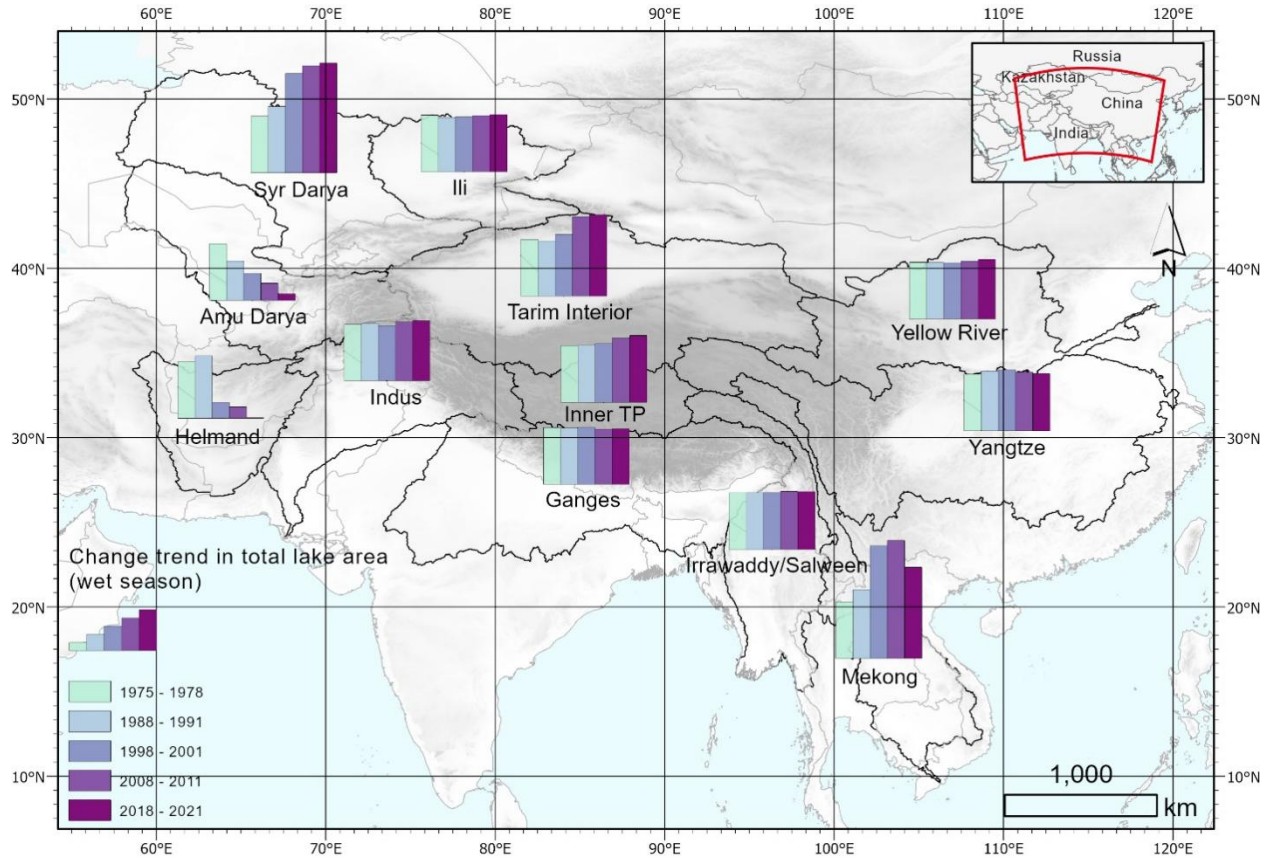 60°E 70°E 80°E 90°E 100°E 110°E 120°E
Russia
50°N
Kazakhstan
50°N
China
India
Syr Darya
Ili
N
40°N
40°N
Amu Darya
Tarim Interior
Yellow River
Indus
Inner TP
Helmand
Yangtze
30°N
30°N
Ganges
Irrawaddy/Salween
Change trend in total lake area
(wet season)
20°N
20°N
Mekong
1975 - 1978
1988 - 1991
1998 - 2001
2008 - 2011
2018 - 2021
10°N
10°N
1,000
km
60°E 70°E 80°E 90°E 100°E 110°E 120°E